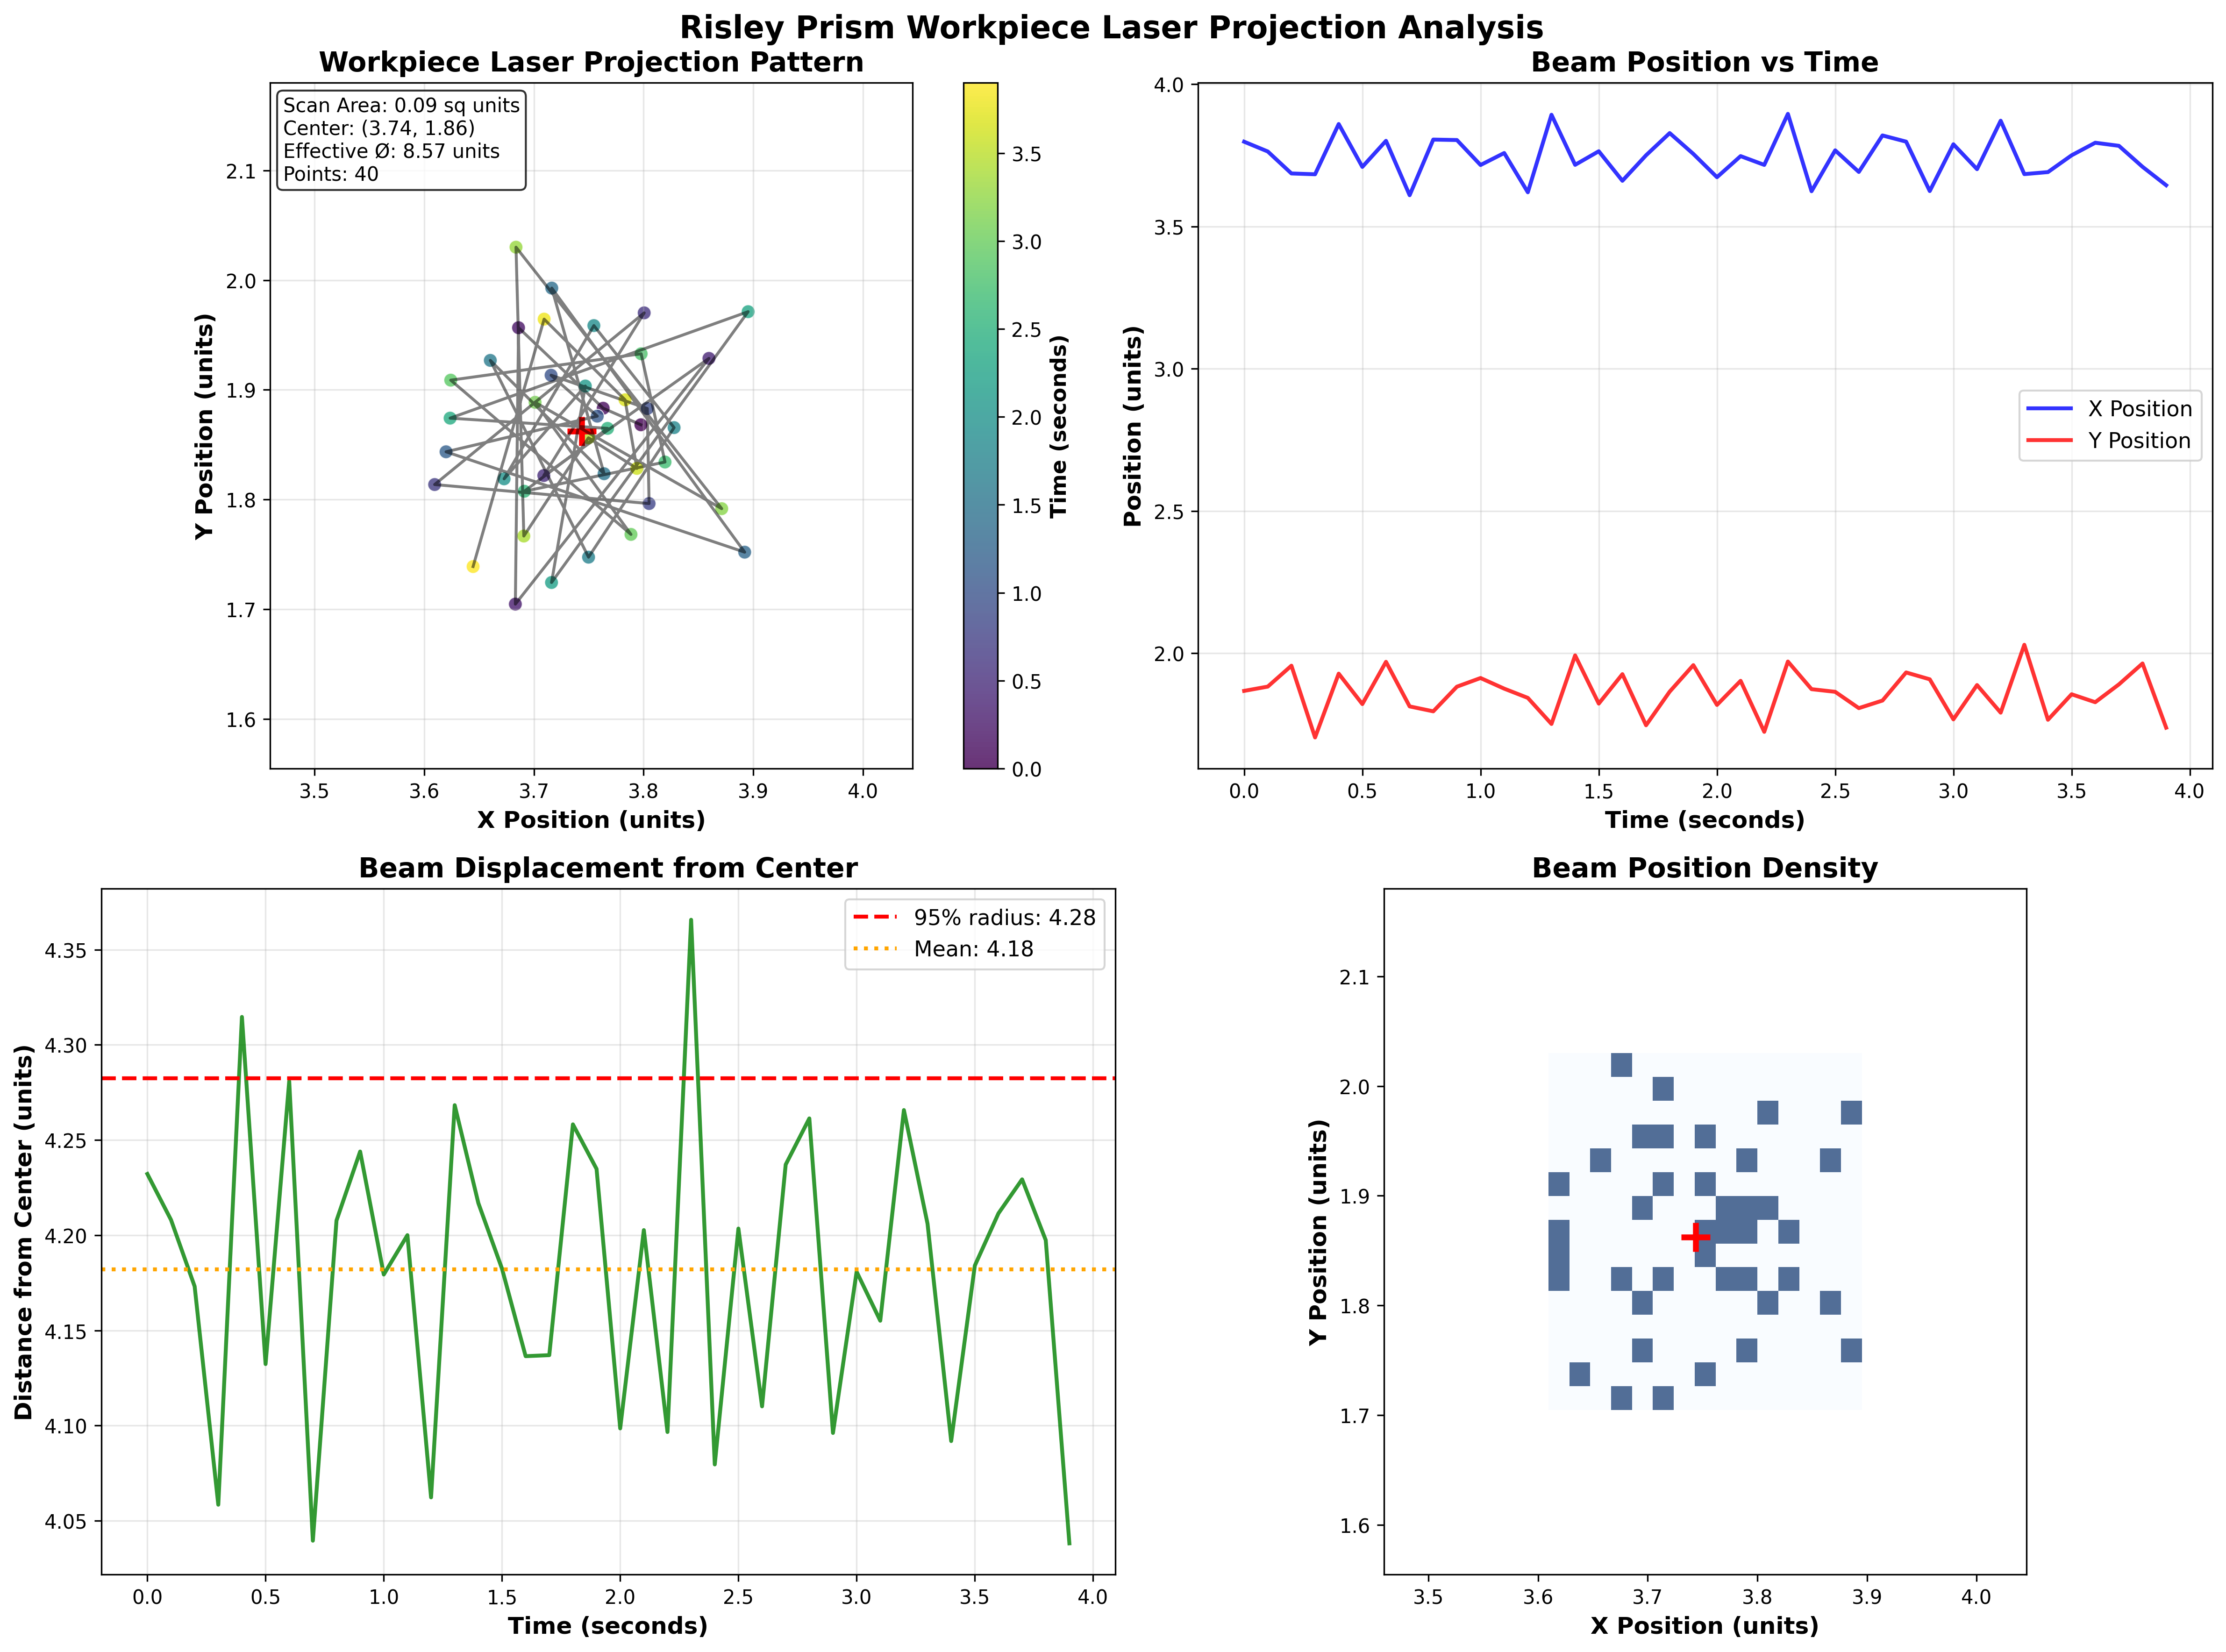 Risley Prism Workpiece Laser Projection Analysis
Workpiece Laser Projection Pattern
Scan Area: 0.09 sq units
Center: (3.74, 1.86)
Effective Ø: 8.57 units
Points: 40
2.1
2.0
1.9
1.8
1.7
1.6
Y Position (units)
3.5
3.6
3.7
3.8
3.9
4.0
X Position (units)
3.5
3.0
2.5
2.0
1.5
1.0
0.5
0.0
Time (seconds)
Beam Position vs Time
4.0
3.5
3.0
2.5
2.0
Position (units)
X Position
Y Position
0.0
0.5
1.0
1.5
2.0
2.5
3.0
3.5
4.0
Time (seconds)
Beam Displacement from Center
95% radius: 4.28
Mean: 4.18
4.35
4.30
4.25
4.20
4.15
4.10
4.05
Distance from Center (units)
0.0
0.5
1.0
1.5
2.0
2.5
3.0
3.5
4.0
Time (seconds)
Beam Position Density
2.1
2.0
1.9
1.8
1.7
1.6
Y Position (units)
3.5
3.6
3.7
3.8
3.9
4.0
X Position (units)